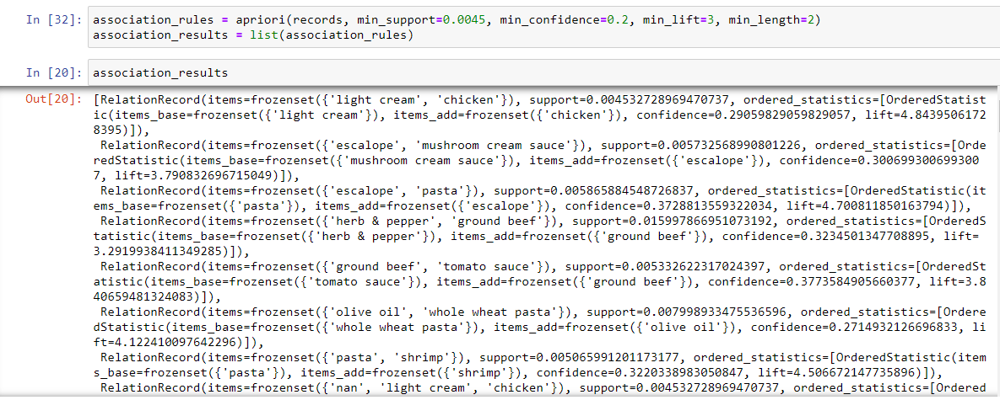 In [32]: association_rules = apriori(records, min_support=0.0045, min_confidence=0.2, min_lift=3, min_length=2)
association_results = list(association_rules)
In [20]: association_results
Out[20]: [RelationRecord(items=frozenset({'light cream', 'chicken'}), support=0.004532728969470737, ordered_statistics=[OrderedStatist
ic(items_base=frozenset({'light cream'}), items_add=frozenset({'chicken'}), confidence=0.29059829059829057, lift=4.8439506172
8395)]),
RelationRecord(items=frozenset({'escalope', 'mushroom cream sauce'}), support=0.005732568990801226, ordered_statistics=[Orde
redStatistic(items_base=frozenset({'mushroom cream sauce'}), items_add=frozenset({'escalope'}), confidence=0.300699300699300
7, lift=3.790832696715049)]),
RelationRecord(items=frozenset({'escalope', 'pasta'}), support=0.005865884548726837, ordered_statistics=[OrderedStatistic(it
ems_base=frozenset({'pasta'}), items_add=frozenset({'escalope'}), confidence=0.3728813559322034, lift=4.700811850163794)]),
RelationRecord(items=frozenset({'herb & pepper', 'ground beef'}), support=0.015997866951073192, ordered_statistics=[OrderedS
tatistic(items_base=frozenset({'herb & pepper'}), items_add=frozenset({'ground beef'}), confidence=0.3234501347708895, lift=
3.2919938411349285)]),
RelationRecord(items=frozenset({'ground beef', 'tomato sauce'}), support=0.005332622317024397, ordered_statistics=[OrderedSt
atistic(items_base=frozenset({'tomato sauce'}), items_add=frozenset({'ground beef'}), confidence=0.3773584905660377, lift=3.8
40659481324083)]),
RelationRecord(items=frozenset({'olive oil', 'whole wheat pasta'}), support=0.007998933475536596, ordered_statistics=[Ordere
dStatistic(items_base=frozenset({'whole wheat pasta'}), items_add=frozenset({'olive oil'}), confidence=0.2714932126696833, li
ft=4.122410097642296)]),
RelationRecord(items=frozenset({'pasta', 'shrimp'}), support=0.005065991201173177, ordered_statistics=[OrderedStatistic(item
s_base=frozenset({'pasta'}), items_add=frozenset({'shrimp'}), confidence=0.3220338983050847, lift=4.506672147735896)]),
RelationRecord(items=frozenset({'nan', 'light cream', 'chicken'}), support=0.004532728969470737, ordered_statistics=[Ordered